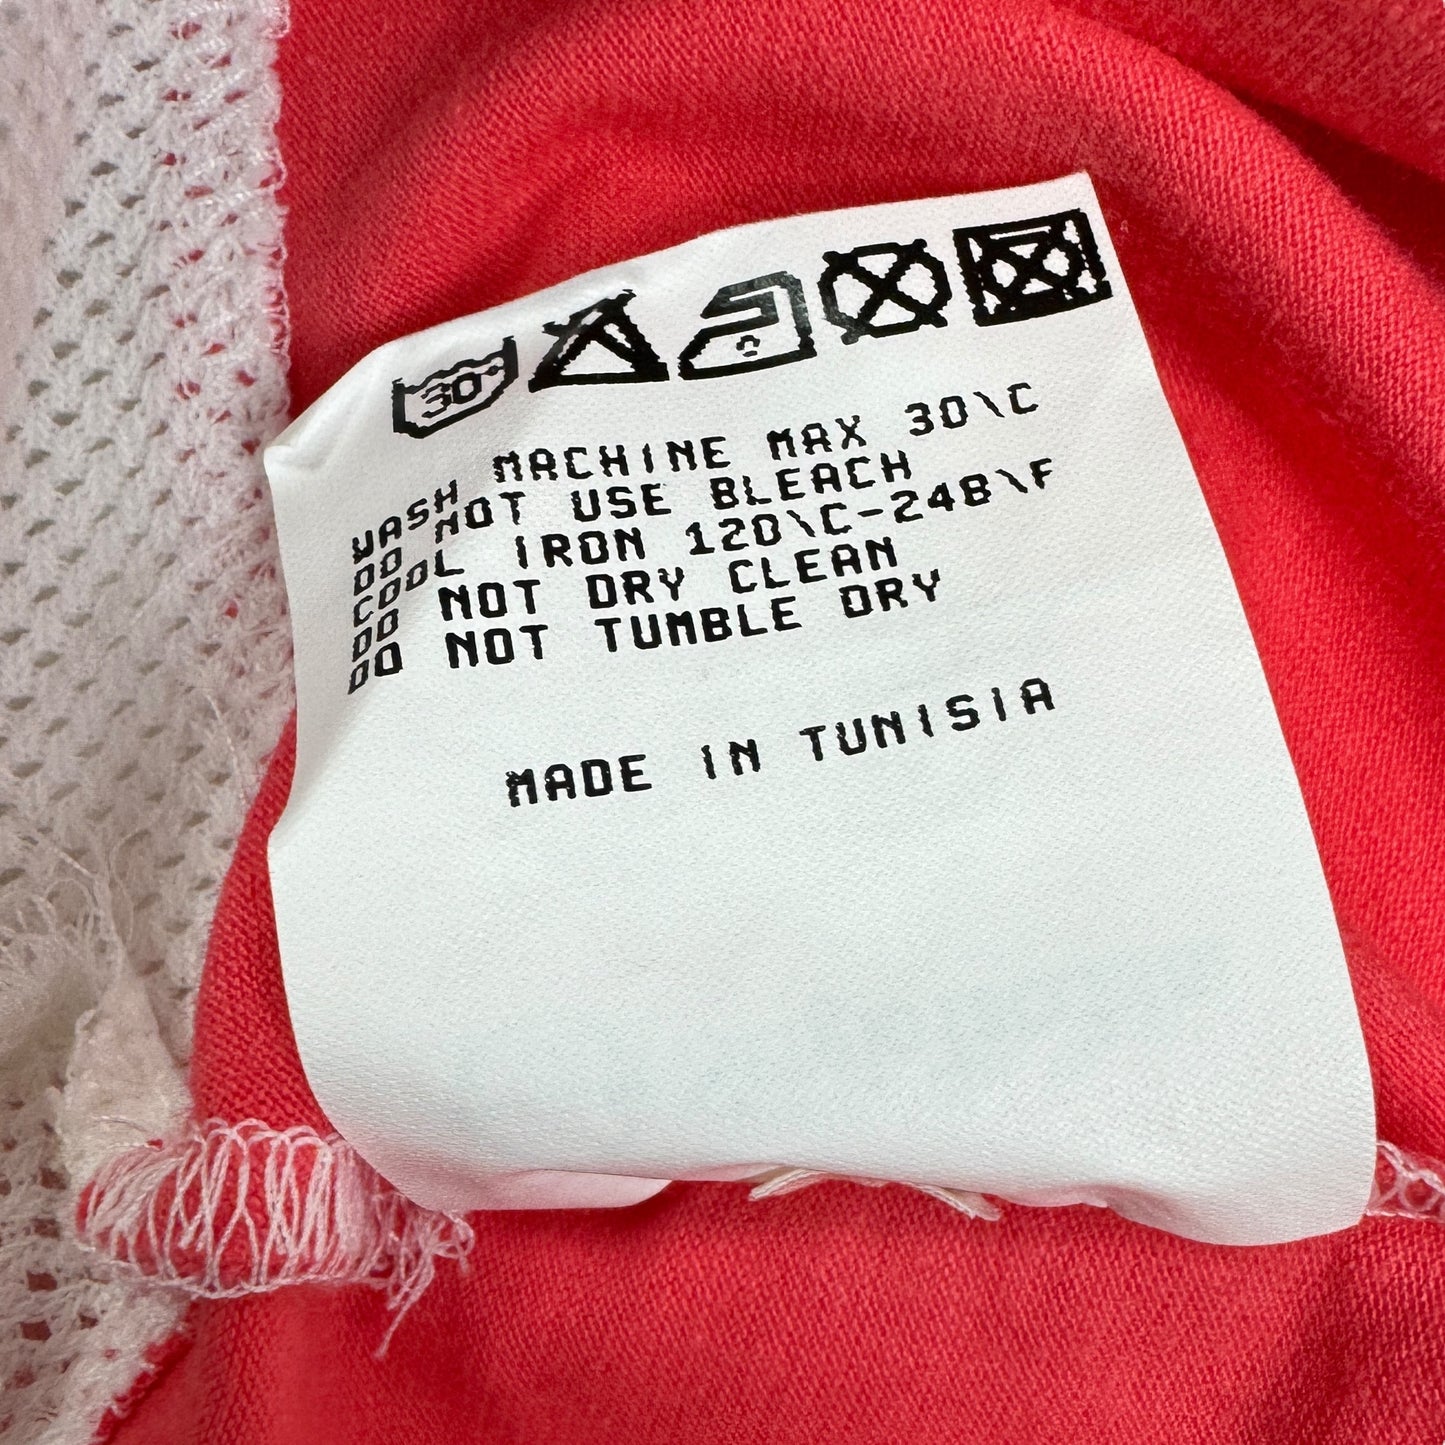 30°
WASH MACHINE MAX 30\C
DO NOT USE BLEACH
COOL IRON 120\C-248\F
DO NOT DRY CLEAN
DO NOT TUMBLE DRY
MADE IN TUNISIA